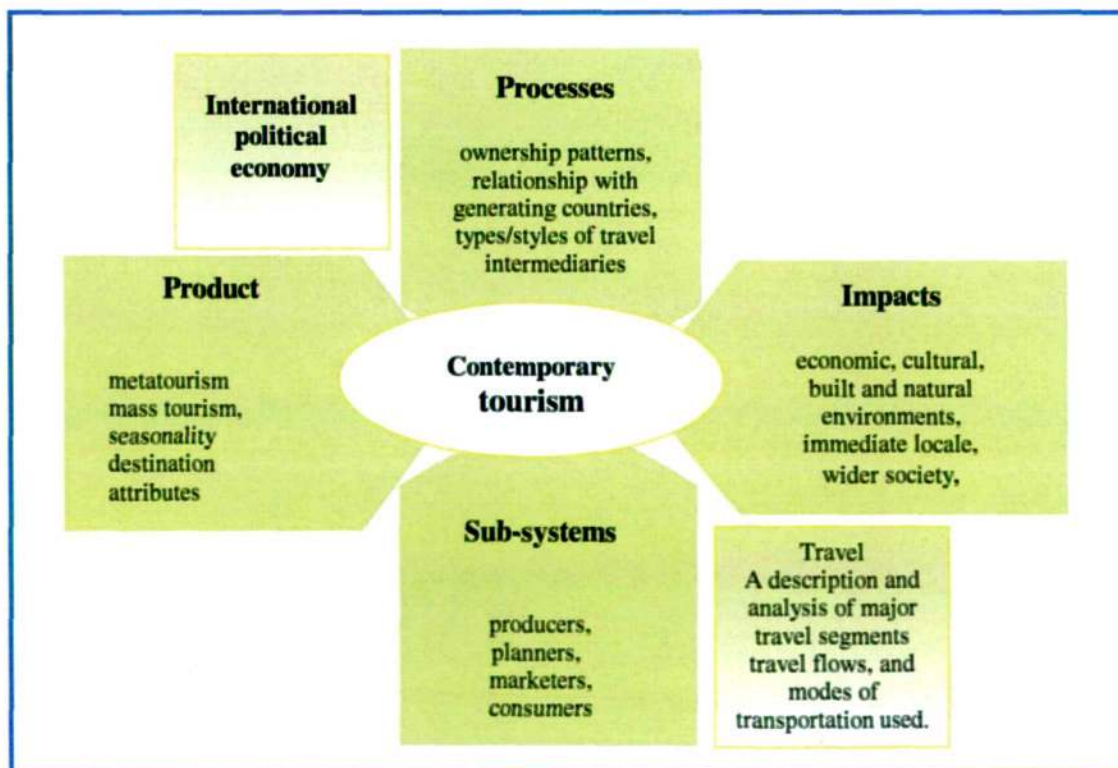 International
political
economy
Processes
ownership patterns,
relationship with
generating countries,
types/styles of travel
intermediaries
Product
metatourism
mass tourism,
seasonality
destination
attributes
Contemporary
tourism
Impacts
economic, cultural,
built and natural
environments,
immediate locale,
wider society,
Sub-systems
producers,
planners,
marketers,
consumers
Travel
A description and
analysis of major
travel segments
travel flows, and
modes of
transportation used.